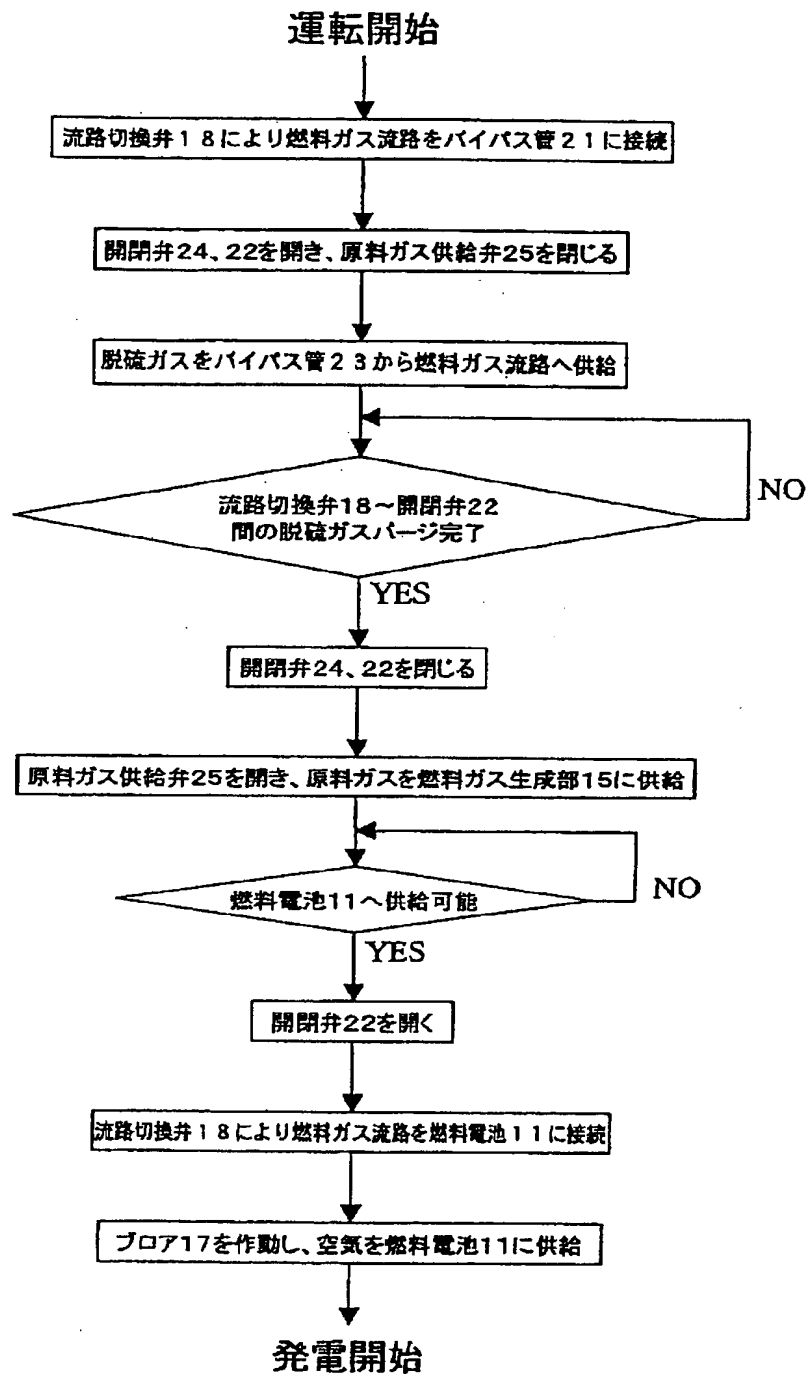 運転開始
流路切換弁18により燃料ガス流路をバイパス管21に接続
開閉弁24、22を開き、原料ガス供給弁25を閉じる
脱硫ガスをバイパス管23から燃料ガス流路へ供給
NO
流路切換弁18～開閉弁22
間の脱硫ガスパージ完了
YES
開閉弁24、22を閉じる
原料ガス供給弁25を開き、原料ガスを燃料ガス生成部15に供給
燃料電池11へ供給可能
NO
YES
開閉弁22を開く
流路切換弁18により燃料ガス流路を燃料電池11に接続
ブロア17を作動し、空気を燃料電池11に供給
発電開始